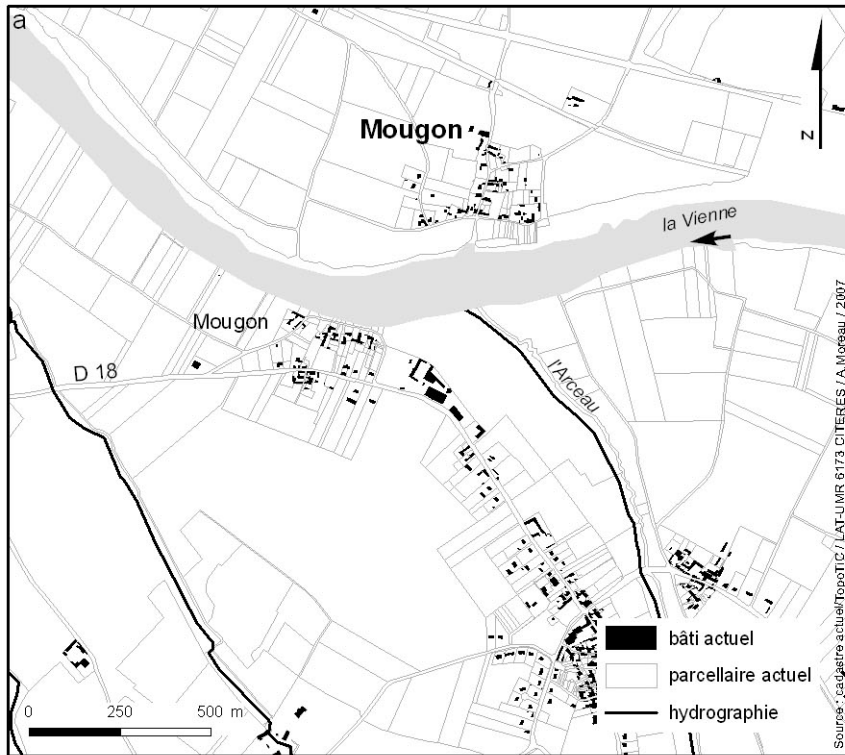 a
Mougon
N
la Vienne
Mougon
D 18
l'Arceau
bâti actuel
parcellaire actuel
hydrographie
0 250 500 m
Source : cadastre actuel/TopoTIC / LAT-UMR 6173 CITERES / A.Moreau / 2007